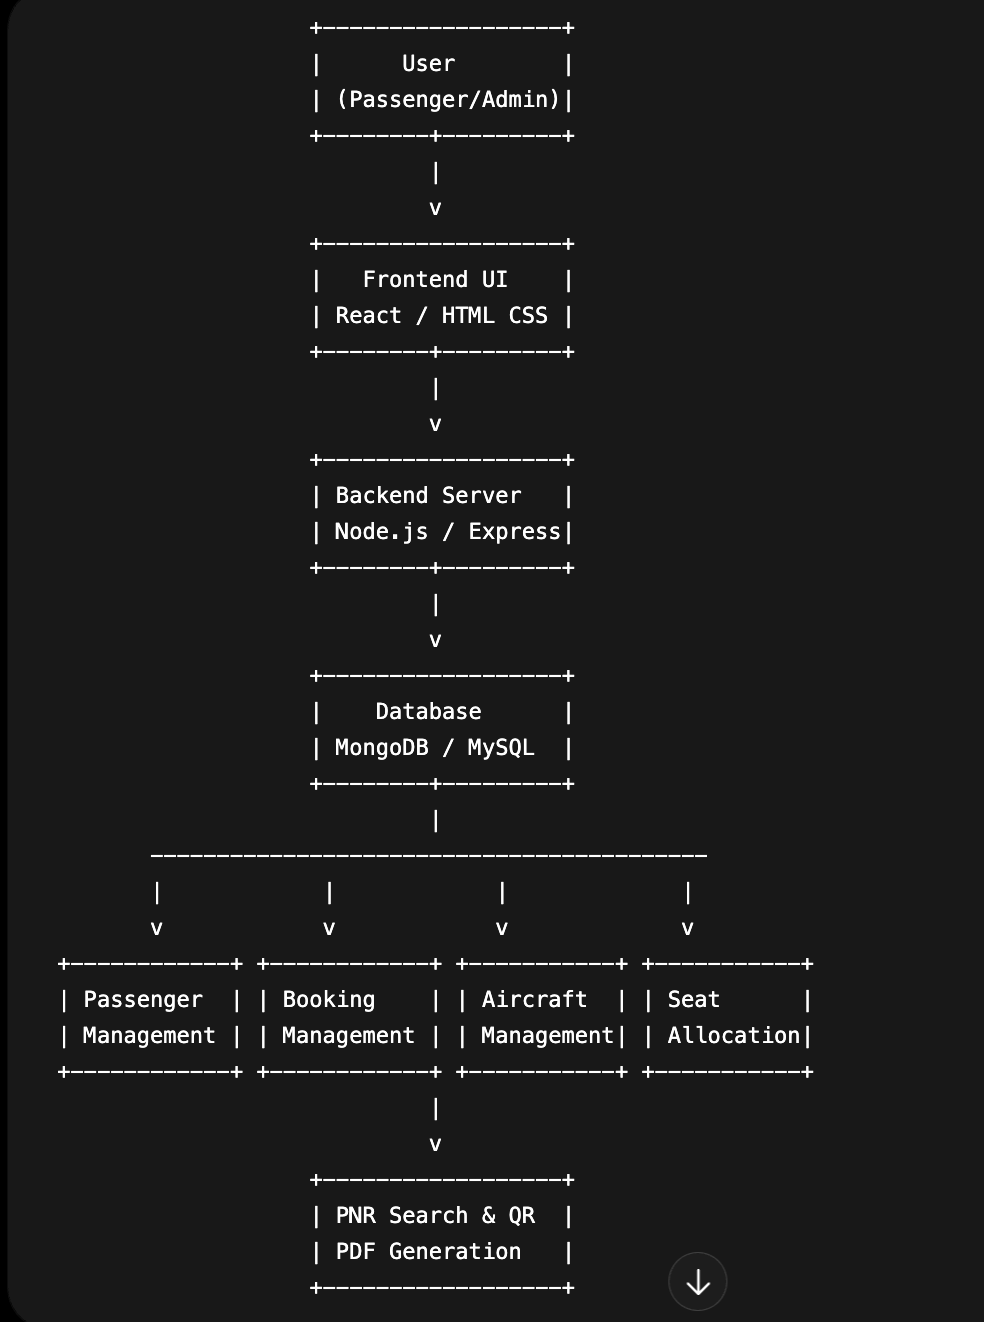 +------------------+
|      User        |
| (Passenger/Admin)|
+--------+---------+
         |
         v
+------------------+
|   Frontend UI    |
| React / HTML CSS |
+--------+---------+
         |
         v
+------------------+
| Backend Server   |
| Node.js / Express|
+--------+---------+
         |
         v
+------------------+
|    Database      |
| MongoDB / MySQL  |
+--------+---------+
         |
------------------------------------------
|            |            |             |
v            v            v             v
+------------+ +------------+ +-----------+ +-----------+
| Passenger  | | Booking    | | Aircraft  | | Seat      |
| Management | | Management | | Management| | Allocation|
+------------+ +------------+ +-----------+ +-----------+
         |
         v
+------------------+
| PNR Search & QR  |
| PDF Generation   |
+------------------+